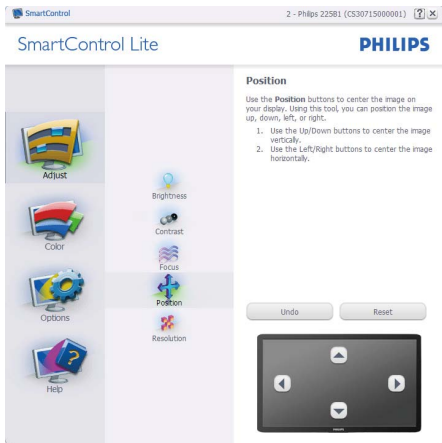 SmartControl
2 - Philips 225B1 (CS30715000001)
? X
SmartControl Lite
PHILIPS
Adjust
Color
Options
Help
Brightness
Contrast
Focus
Position
Resolution
Position
Use the Position buttons to center the image on
your display. Using this tool, you can position the image
up, down, left, or right.
1. Use the Up/Down buttons to center the image
vertically.
2. Use the Left/Right buttons to center the image
horizontally.
Undo
Reset
PHILIPS